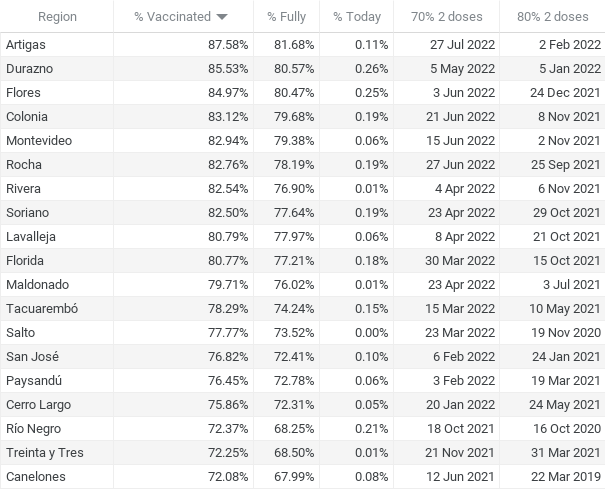 Region % Vaccinated % Fully % Today 70% 2 doses 80% 2 doses
Artigas 87.58% 81.68% 0.11% 27 Jul 2022 2 Feb 2022
Durazno 85.53% 80.57% 0.26% 5 May 2022 5 Jan 2022
Flores 84.97% 80.47% 0.25% 3 Jun 2022 24 Dec 2021
Colonia 83.12% 79.68% 0.19% 21 Jun 2022 8 Nov 2021
Montevideo 82.94% 79.38% 0.06% 15 Jun 2022 2 Nov 2021
Rocha 82.76% 78.19% 0.19% 27 Jun 2022 25 Sep 2021
Rivera 82.54% 76.90% 0.01% 4 Apr 2022 6 Nov 2021
Soriano 82.50% 77.64% 0.19% 23 Apr 2022 29 Oct 2021
Lavalleja 80.79% 77.97% 0.06% 8 Apr 2022 21 Oct 2021
Florida 80.77% 77.21% 0.18% 30 Mar 2022 15 Oct 2021
Maldonado 79.71% 76.02% 0.01% 23 Apr 2022 3 Jul 2021
Tacuarembó 78.29% 74.24% 0.15% 15 Mar 2022 10 May 2021
Salto 77.77% 73.52% 0.00% 23 Mar 2022 19 Nov 2020
San José 76.82% 72.41% 0.10% 6 Feb 2022 24 Jan 2021
Paysandú 76.45% 72.78% 0.06% 3 Feb 2022 19 Mar 2021
Cerro Largo 75.86% 72.31% 0.05% 20 Jan 2022 24 May 2021
Río Negro 72.37% 68.25% 0.21% 18 Oct 2021 16 Oct 2020
Treinta y Tres 72.25% 68.50% 0.01% 21 Nov 2021 31 Mar 2021
Canelones 72.08% 67.99% 0.08% 12 Jun 2021 22 Mar 2019